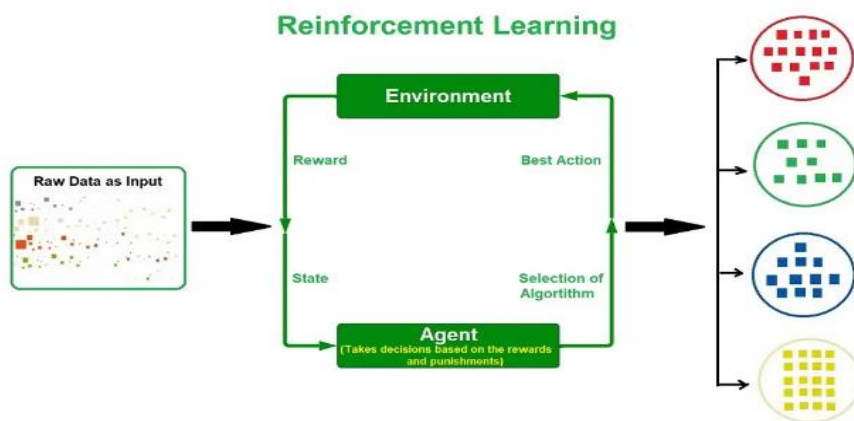 Reinforcement Learning
Raw Data as Input
Environment
Reward
Best Action
State
Selection of
Algortithm
Agent
(Takes decisions based on the rewards
and punishments)